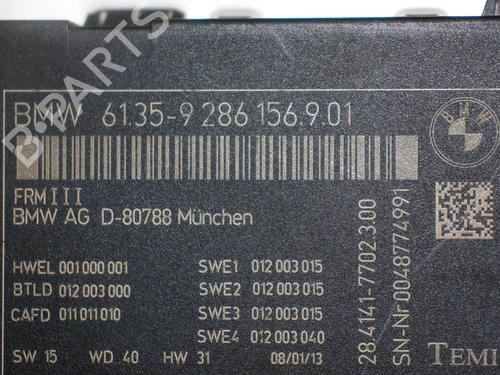 B-PARTS
BMW 61.35-9 286 156.9.01
BMW
FRM III
BMW AG D-80788 München
HWEL 001 000 001
BTLD 012 003 000
CAFD 011 011 010
SWE1 012 003 015
SWE2 012 003 015
SWE3 012 003 015
SWE4 012 003 040
SW 15 WD 40 HW 31 08/01/13
28.4141-7702.3.00
SN-Nr 0048774991
TEMI